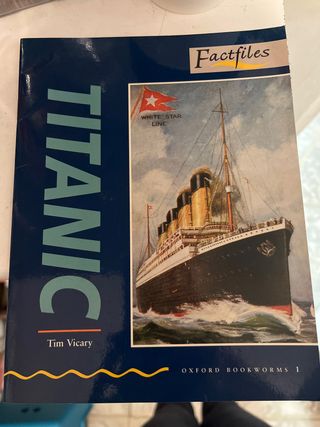 Factfiles
TITANIC
WHITE STAR
LINE
Tim Vicary
OXFORD BOOKWORMS 1